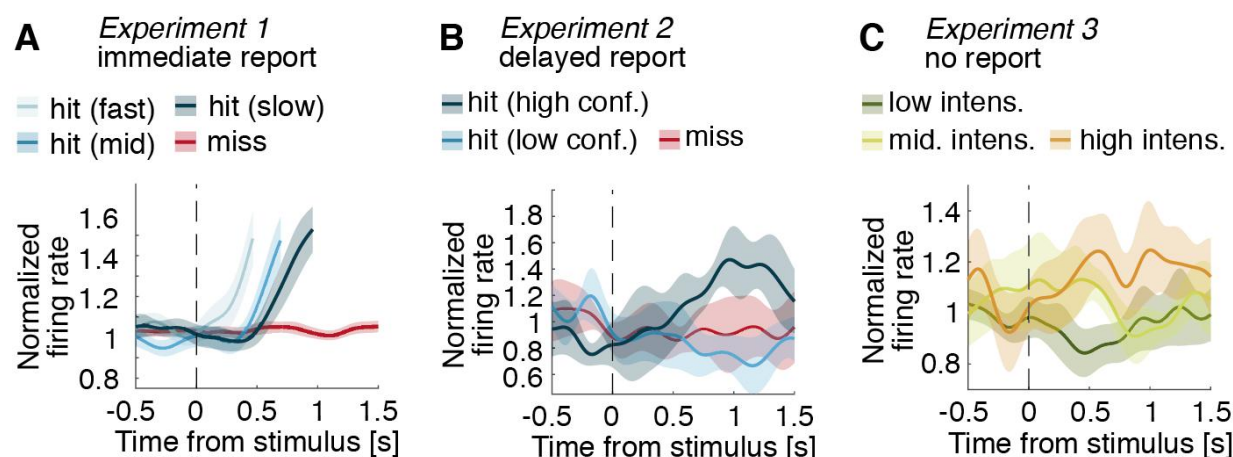 A
Experiment 1
immediate report
hit (fast)
hit (slow)
hit (mid)
miss
Normalized
firing rate
1.6
1.4
1.2
1
0.8
-0.5
0
0.5
1
1.5
Time from stimulus [s]
B
Experiment 2
delayed report
hit (high conf.)
hit (low conf.)
miss
Normalized
firing rate
1.8
1.6
1.4
1.2
1
0.8
0.6
-0.5
0
0.5
1
1.5
Time from stimulus [s]
C
Experiment 3
no report
low intens.
mid. intens.
high intens.
Normalized
firing rate
1.4
1.2
1
0.8
-0.5
0
0.5
1
1.5
Time from stimulus [s]